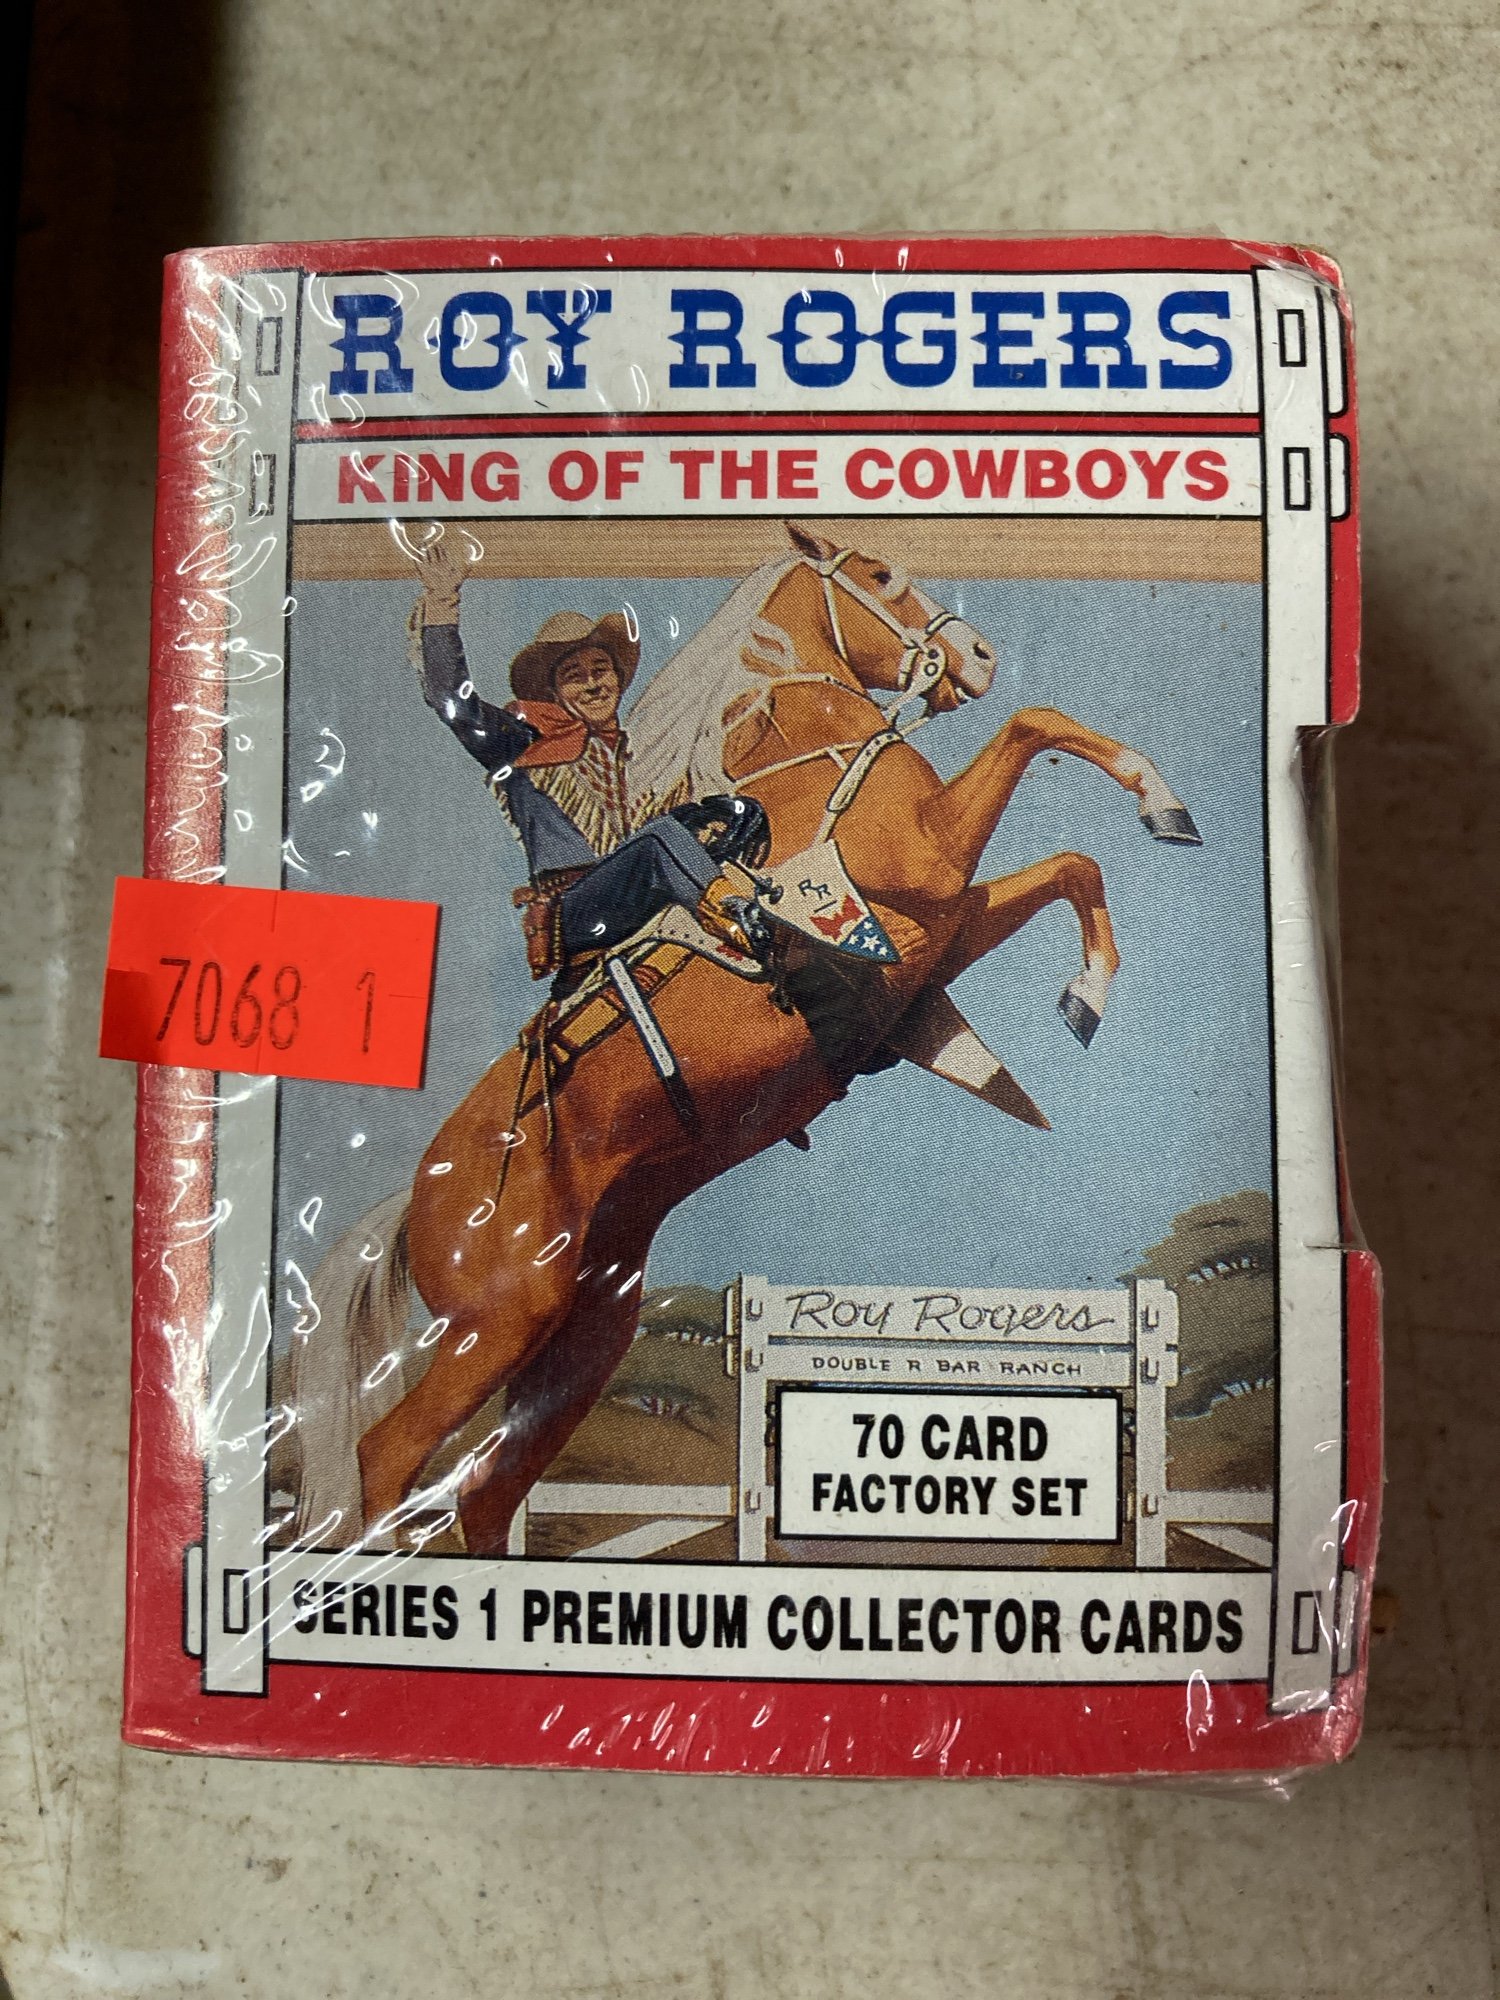 ROY ROGERS
KING OF THE COWBOYS
RR
7068 1
Roy Rogers
DOUBLE R BAR RANCH
70 CARD
FACTORY SET
SERIES 1 PREMIUM COLLECTOR CARDS